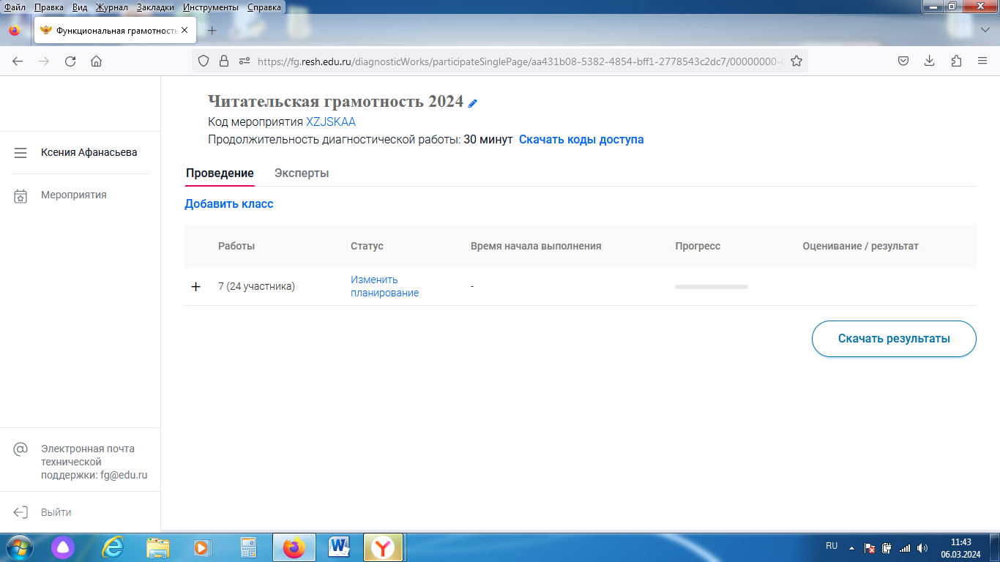 Файл Правка Вид Журнал Закладки Инструменты Справка
Функциональная грамотность
https://fg.resh.edu.ru/diagnosticWorks/participateSinglePage/aa431b08-5382-4854-bff1-2778543c2dc7/00000000-0
Читательская грамотность 2024
Код мероприятия XZJSKAA
Продолжительность диагностической работы: 30 минут Скачать коды доступа
Ксения Афанасьева
Проведение Эксперты
Мероприятия
Добавить класс
Работы Статус Время начала выполнения Прогресс Оценивание / результат
7 (24 участника) Изменить
планирование -
Скачать результаты
Электронная почта
технической
поддержки: fg@edu.ru
Выйти
RU 11:43
06.03.2024